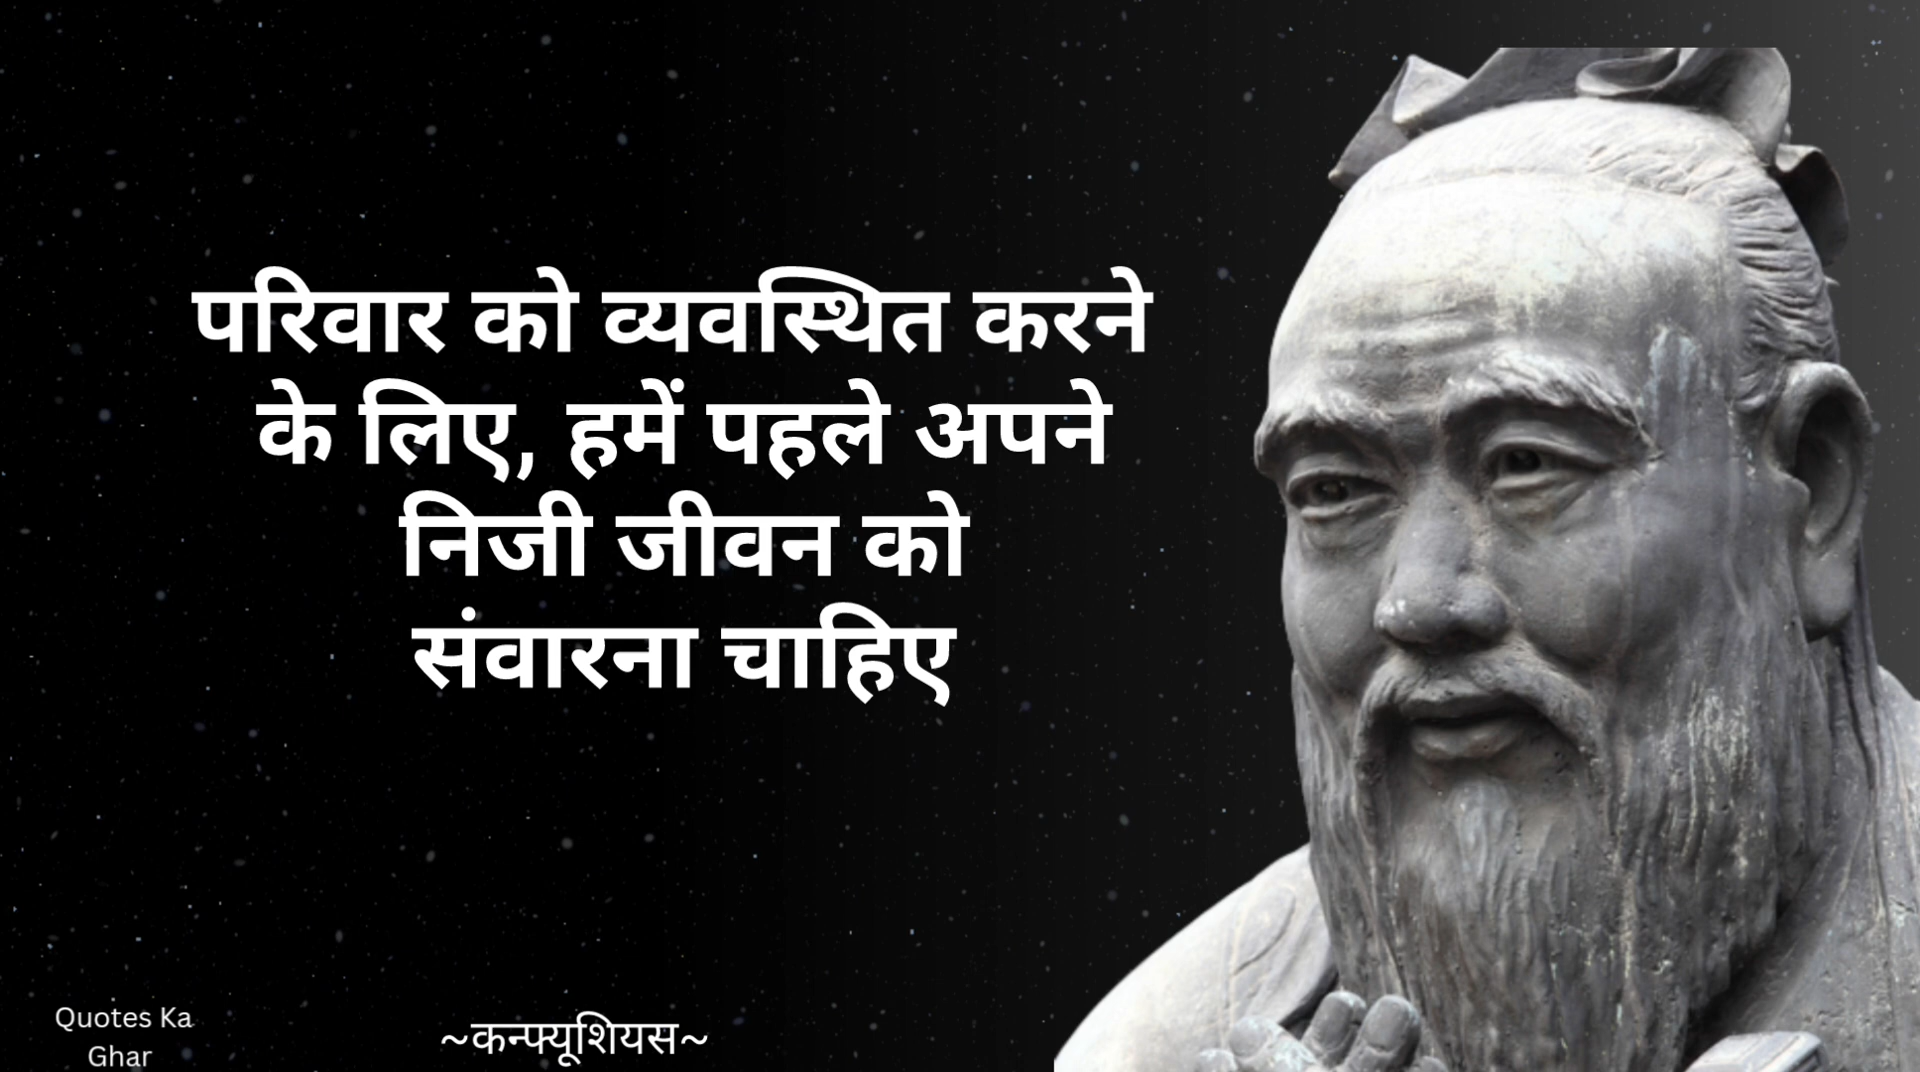 परिवार को व्यवस्थित करने
के लिए, हमें पहले अपने
निजी जीवन को
संवारना चाहिए
~कन्फ्यूशियस~
Quotes Ka
Ghar